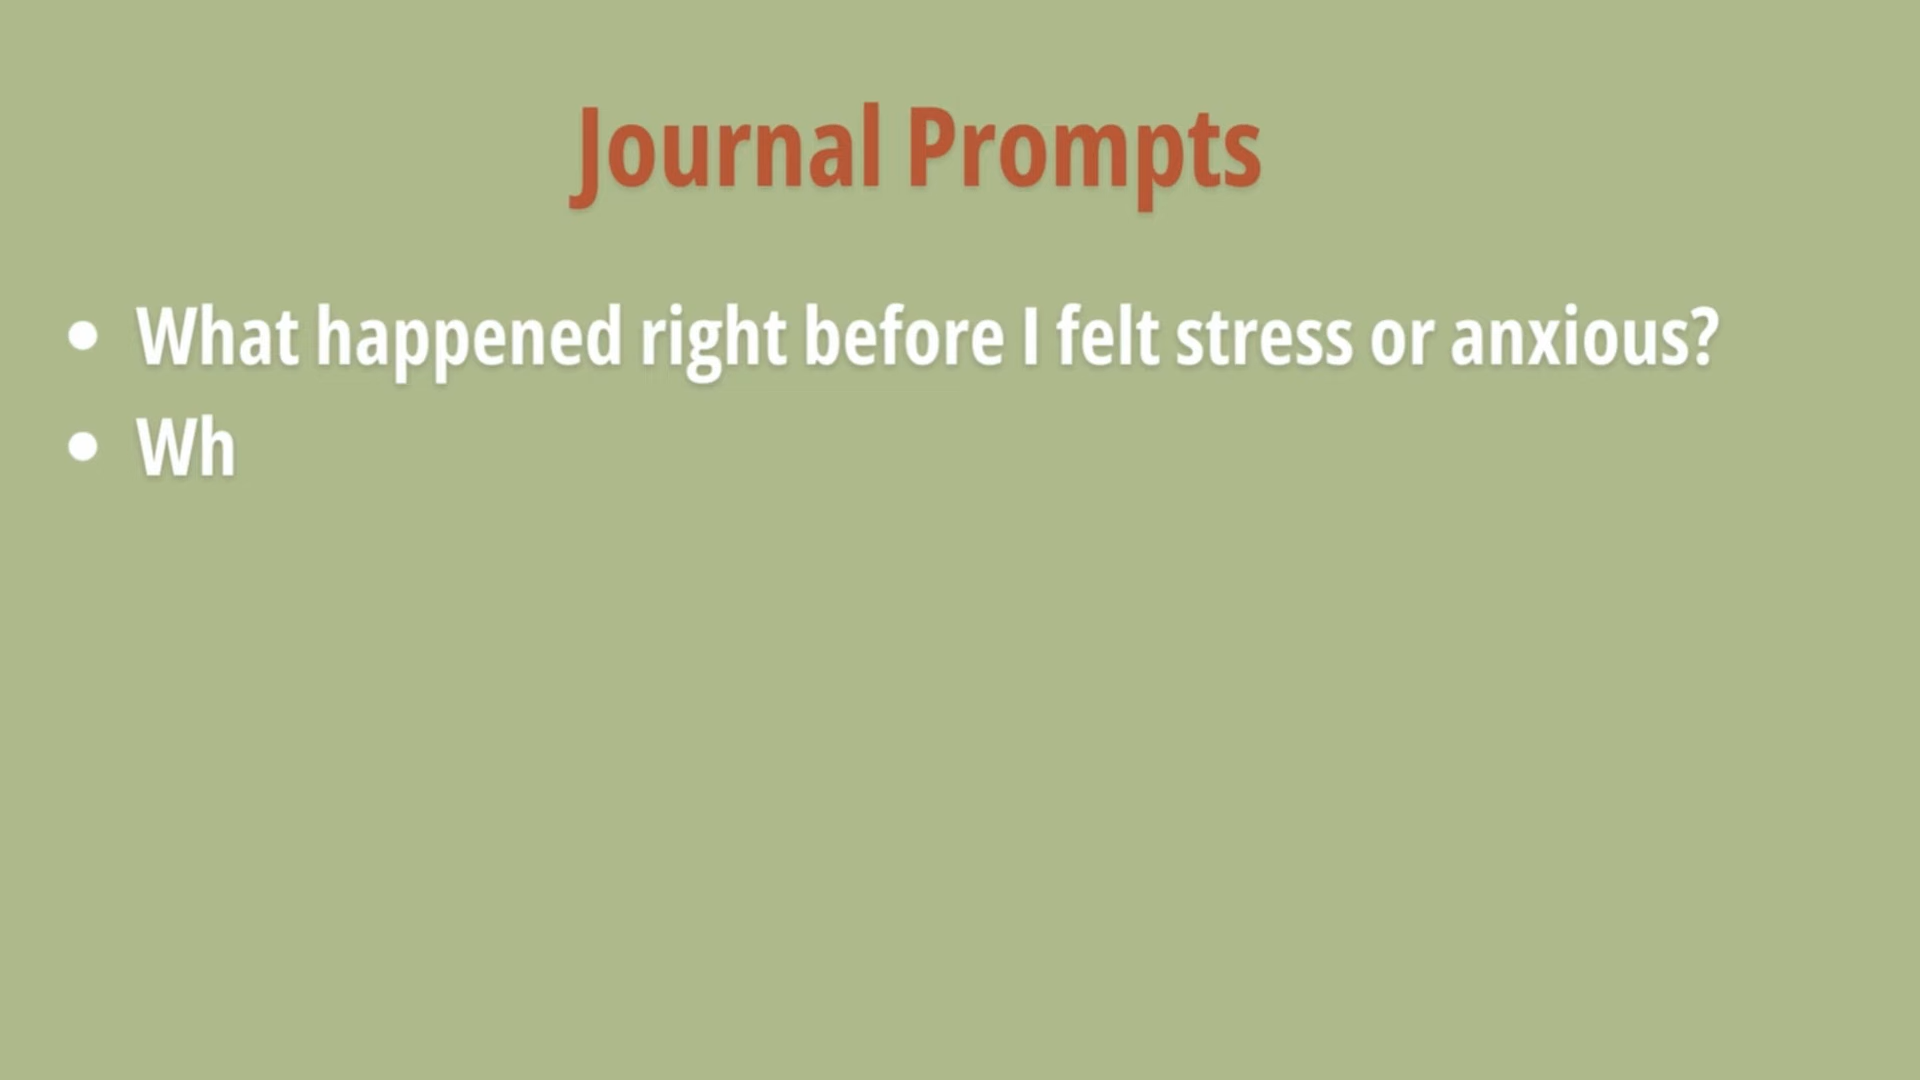 Journal Prompts
• What happened right before I felt stress or anxious?
• Wh